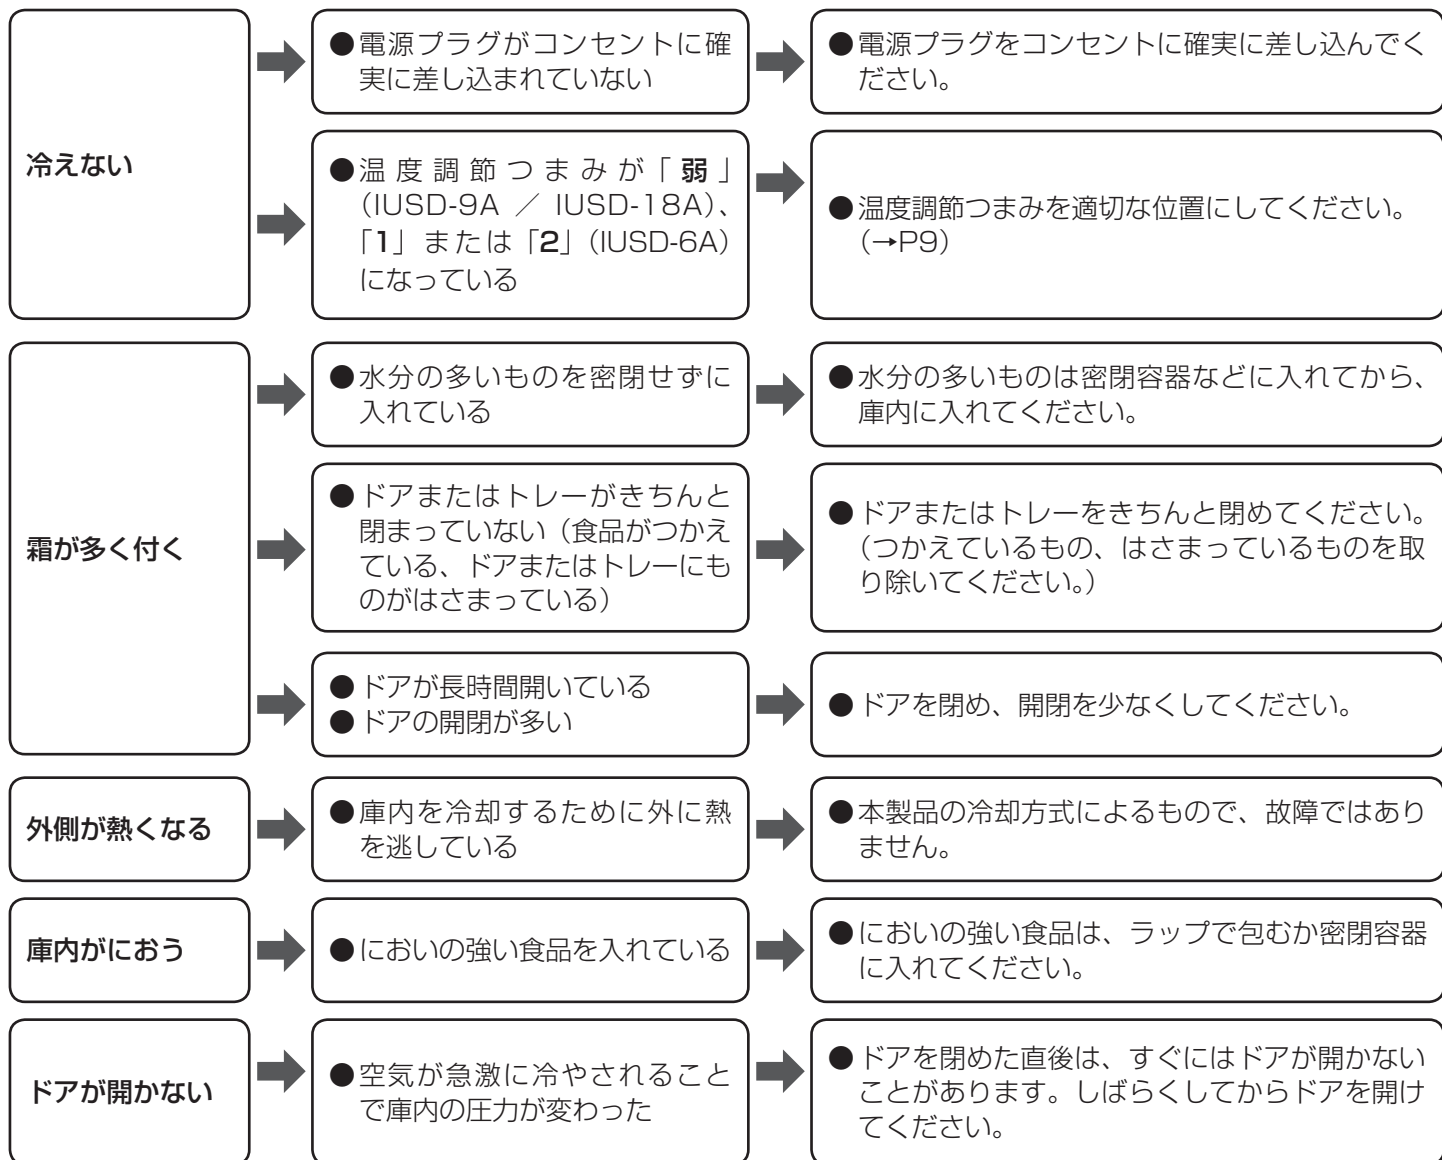 冷えない
●電源プラグがコンセントに確
実に差し込まれていない
●電源プラグをコンセントに確実に差し込んでく
ださい。
●温度調節つまみが「弱」
（IUSD-9A ／ IUSD-18A）、
「1」または「2」（IUSD-6A）
になっている
●温度調節つまみを適切な位置にしてください。
（→P9）
霜が多く付く
●水分の多いものを密閉せずに
入れている
●水分の多いものは密閉容器などに入れてから、
庫内に入れてください。
●ドアまたはトレーがきちんと
閉まっていない（食品がつかえ
ている、ドアまたはトレーにも
のがはさまっている）
●ドアまたはトレーをきちんと閉めてください。
（つかえているもの、はさまっているものを取
り除いてください。）
●ドアが長時間開いている
●ドアの開閉が多い
●ドアを閉め、開閉を少なくしてください。
外側が熱くなる
●庫内を冷却するために外に熱
を逃している
●本製品の冷却方式によるもので、故障ではあり
ません。
庫内がにおう
●においの強い食品を入れている
●においの強い食品は、ラップで包むか密閉容器
に入れてください。
ドアが開かない
●空気が急激に冷やされること
で庫内の圧力が変わった
●ドアを閉めた直後は、すぐにはドアが開かない
ことがあります。しばらくしてからドアを開け
てください。